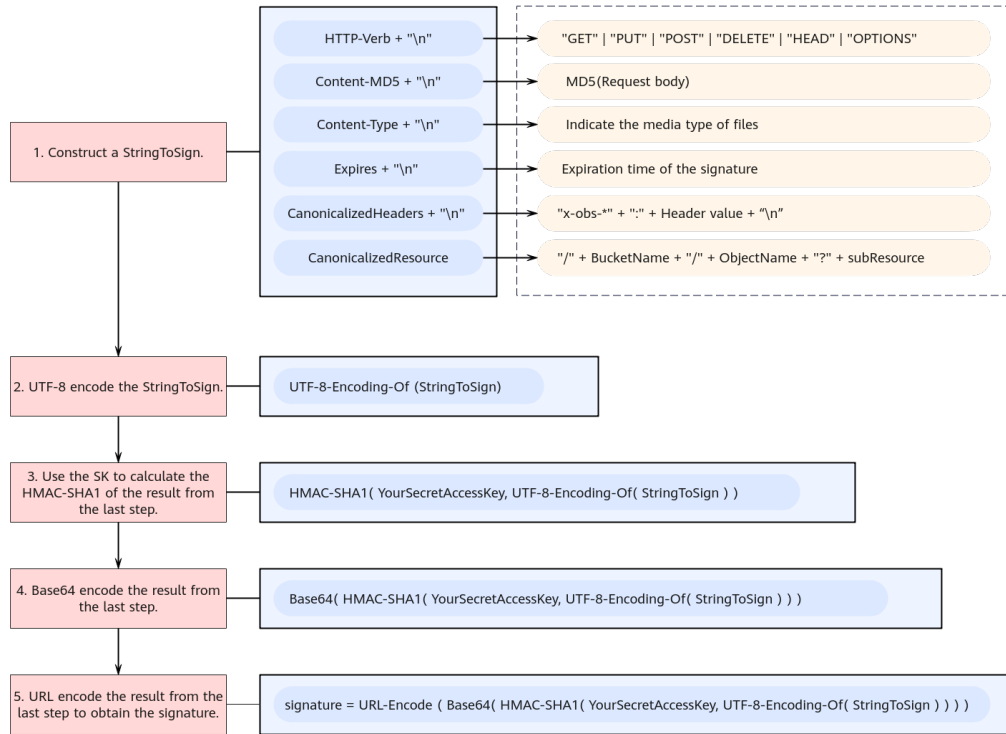 HTTP-Verb + "\n"
"GET" | "PUT" | "POST" | "DELETE" | "HEAD" | "OPTIONS"
Content-MD5 + "\n"
MD5(Request body)
Content-Type + "\n"
Indicate the media type of files
1. Construct a StringToSign.
Expires + "\n"
Expiration time of the signature
CanonicalizedHeaders + "\n"
"x-obs-*" + ":" + Header value + “\n”
CanonicalizedResource
"/" + BucketName + "/" + ObjectName + "?" + subResource
2. UTF-8 encode the StringToSign.
UTF-8-Encoding-Of (StringToSign)
3. Use the SK to calculate the
HMAC-SHA1 of the result from
the last step.
HMAC-SHA1( YourSecretAccessKey, UTF-8-Encoding-Of( StringToSign ) )
4. Base64 encode the result from
the last step.
Base64( HMAC-SHA1( YourSecretAccessKey, UTF-8-Encoding-Of( StringToSign ) ) )
5. URL encode the result from the
last step to obtain the signature.
signature = URL-Encode ( Base64( HMAC-SHA1( YourSecretAccessKey, UTF-8-Encoding-Of( StringToSign ) ) ) )